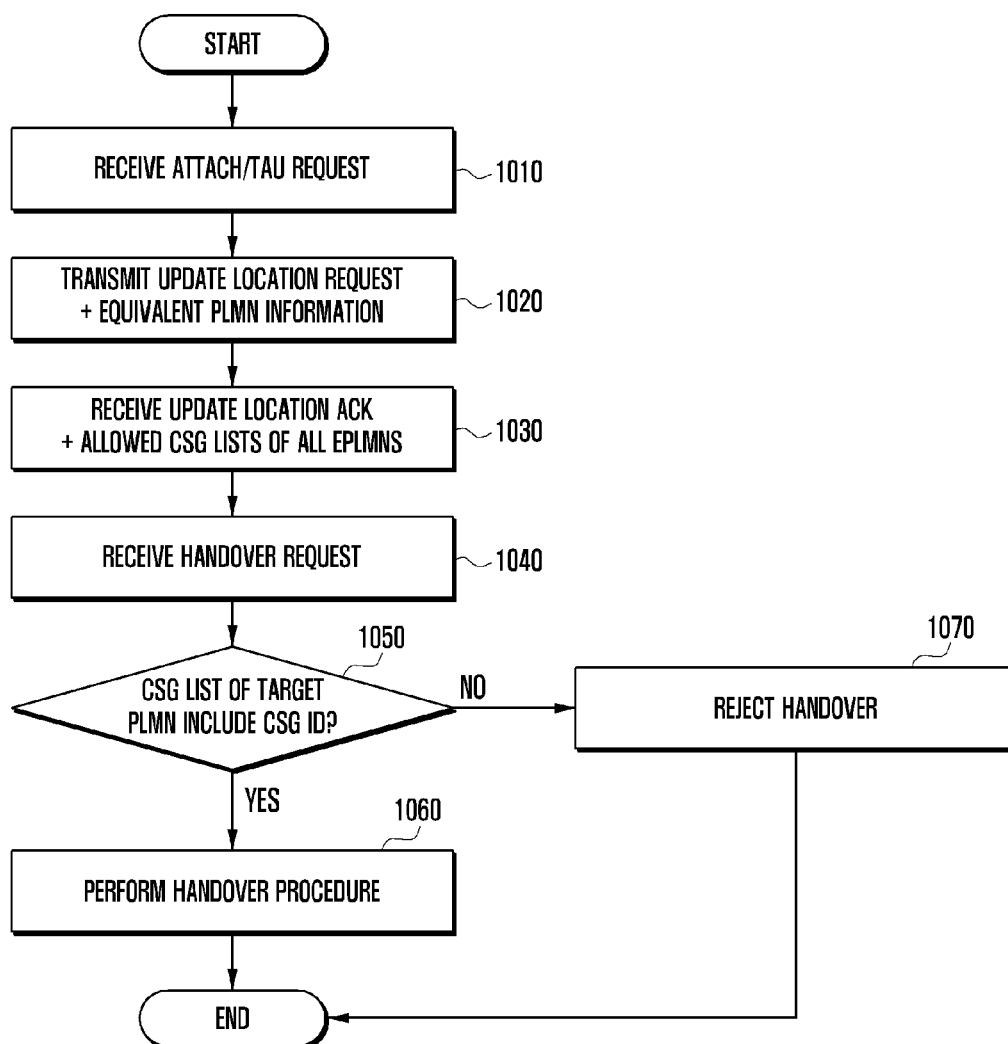 START
RECEIVE ATTACH/TAU REQUEST
1010
TRANSMIT UPDATE LOCATION REQUEST
+ EQUIVALENT PLMN INFORMATION
1020
RECEIVE UPDATE LOCATION ACK
+ ALLOWED CSG LISTS OF ALL EPLMNS
1030
RECEIVE HANDOVER REQUEST
1040
1050
CSG LIST OF TARGET
PLMN INCLUDE CSG ID?
NO
1070
REJECT HANDOVER
YES
1060
PERFORM HANDOVER PROCEDURE
END